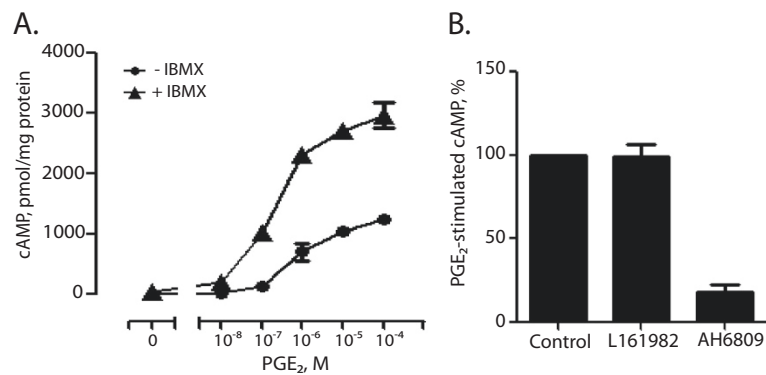 A.
4000
3000
2000
1000
0
cAMP, pmol/mg protein
- IBMX
+ IBMX
0 10⁻⁸ 10⁻⁷ 10⁻⁶ 10⁻⁵ 10⁻⁴
PGE₂, M
B.
150
100
50
0
PGE₂-stimulated cAMP, %
Control L161982 AH6809